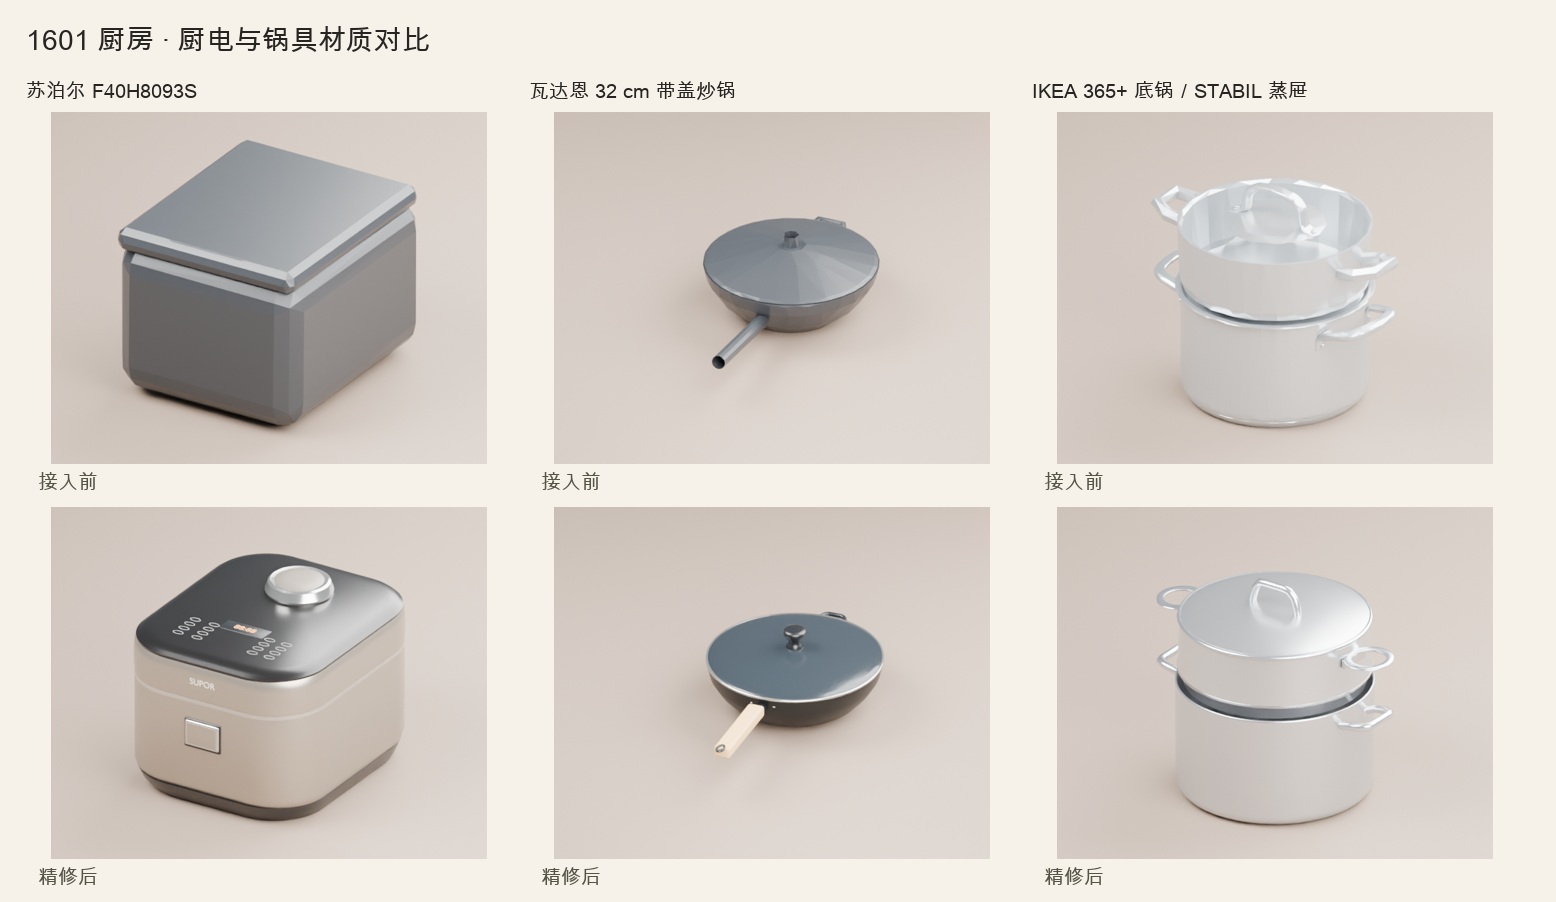 1601 厨房 · 厨电与锅具材质对比
苏泊尔 F40H8093S
瓦达恩 32 cm 带盖炒锅
IKEA 365+ 底锅 / STABIL 蒸屉
接入前
接入前
接入前
SUPOR
精修后
精修后
精修后